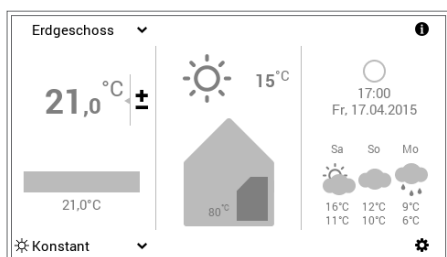 Erdgeschoss
21,0°C ±
21,0°C
Konstant
15°C
80°C
17:00
Fr, 17.04.2015
Sa So Mo
16°C 12°C 9°C
11°C 10°C 6°C